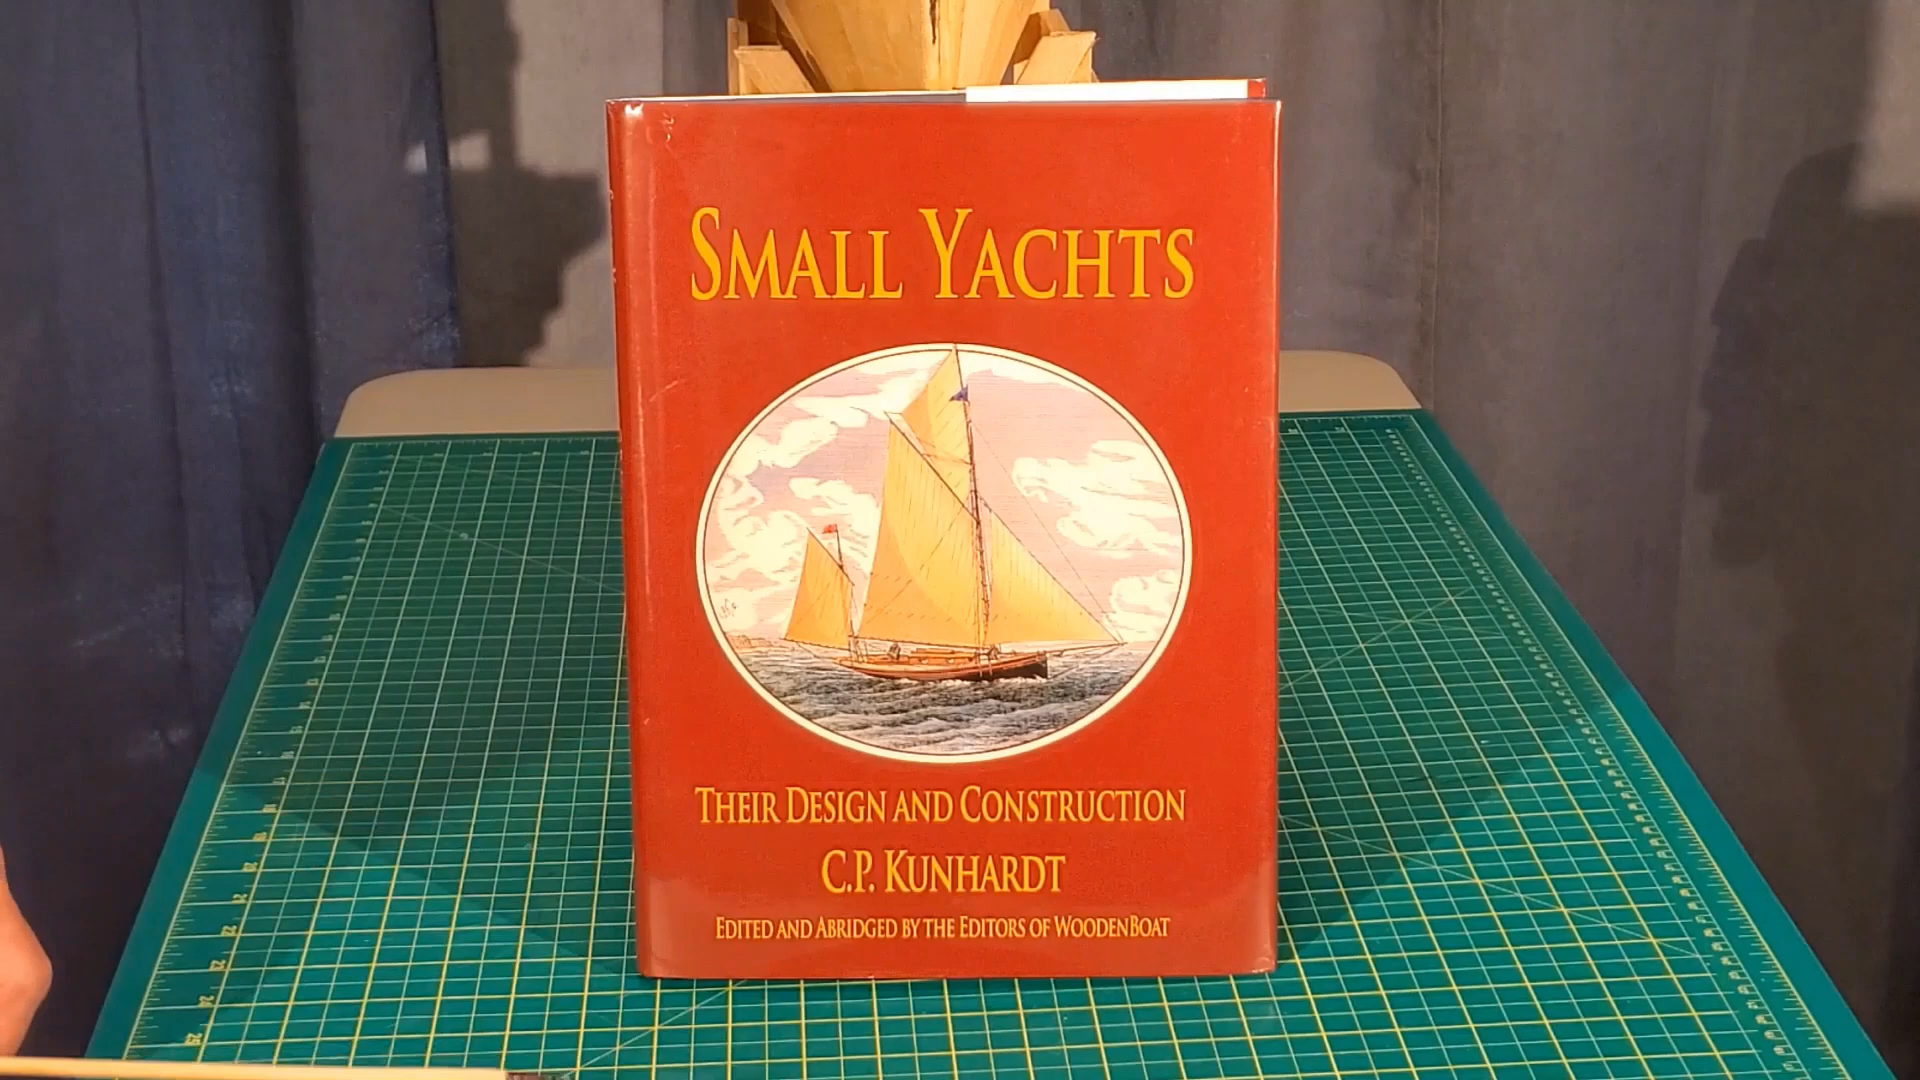 SMALL YACHTS
THEIR DESIGN AND CONSTRUCTION
C.P. KUNHARDT
EDITED AND ABRIDGED BY THE EDITORS OF WOODENBOAT